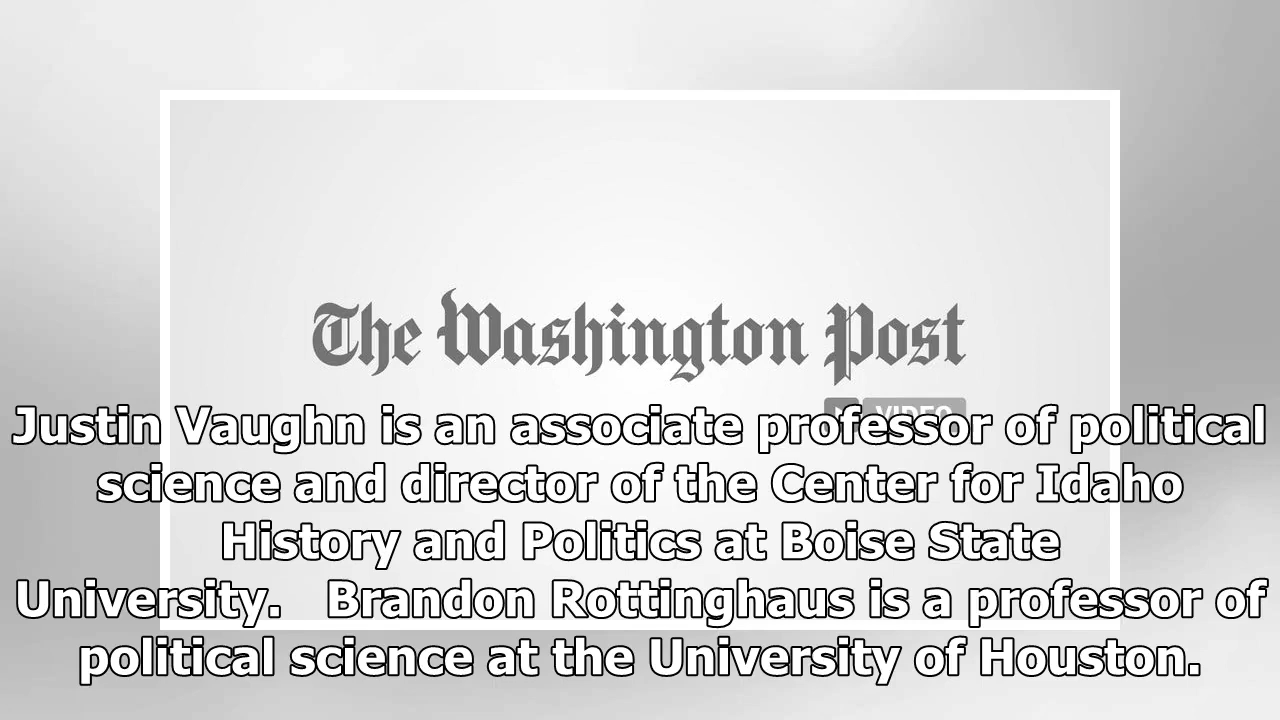 The Washington Post
VIDEO
Justin Vaughn is an associate professor of political
science and director of the Center for Idaho
History and Politics at Boise State
University.   Brandon Rottinghaus is a professor of
political science at the University of Houston.